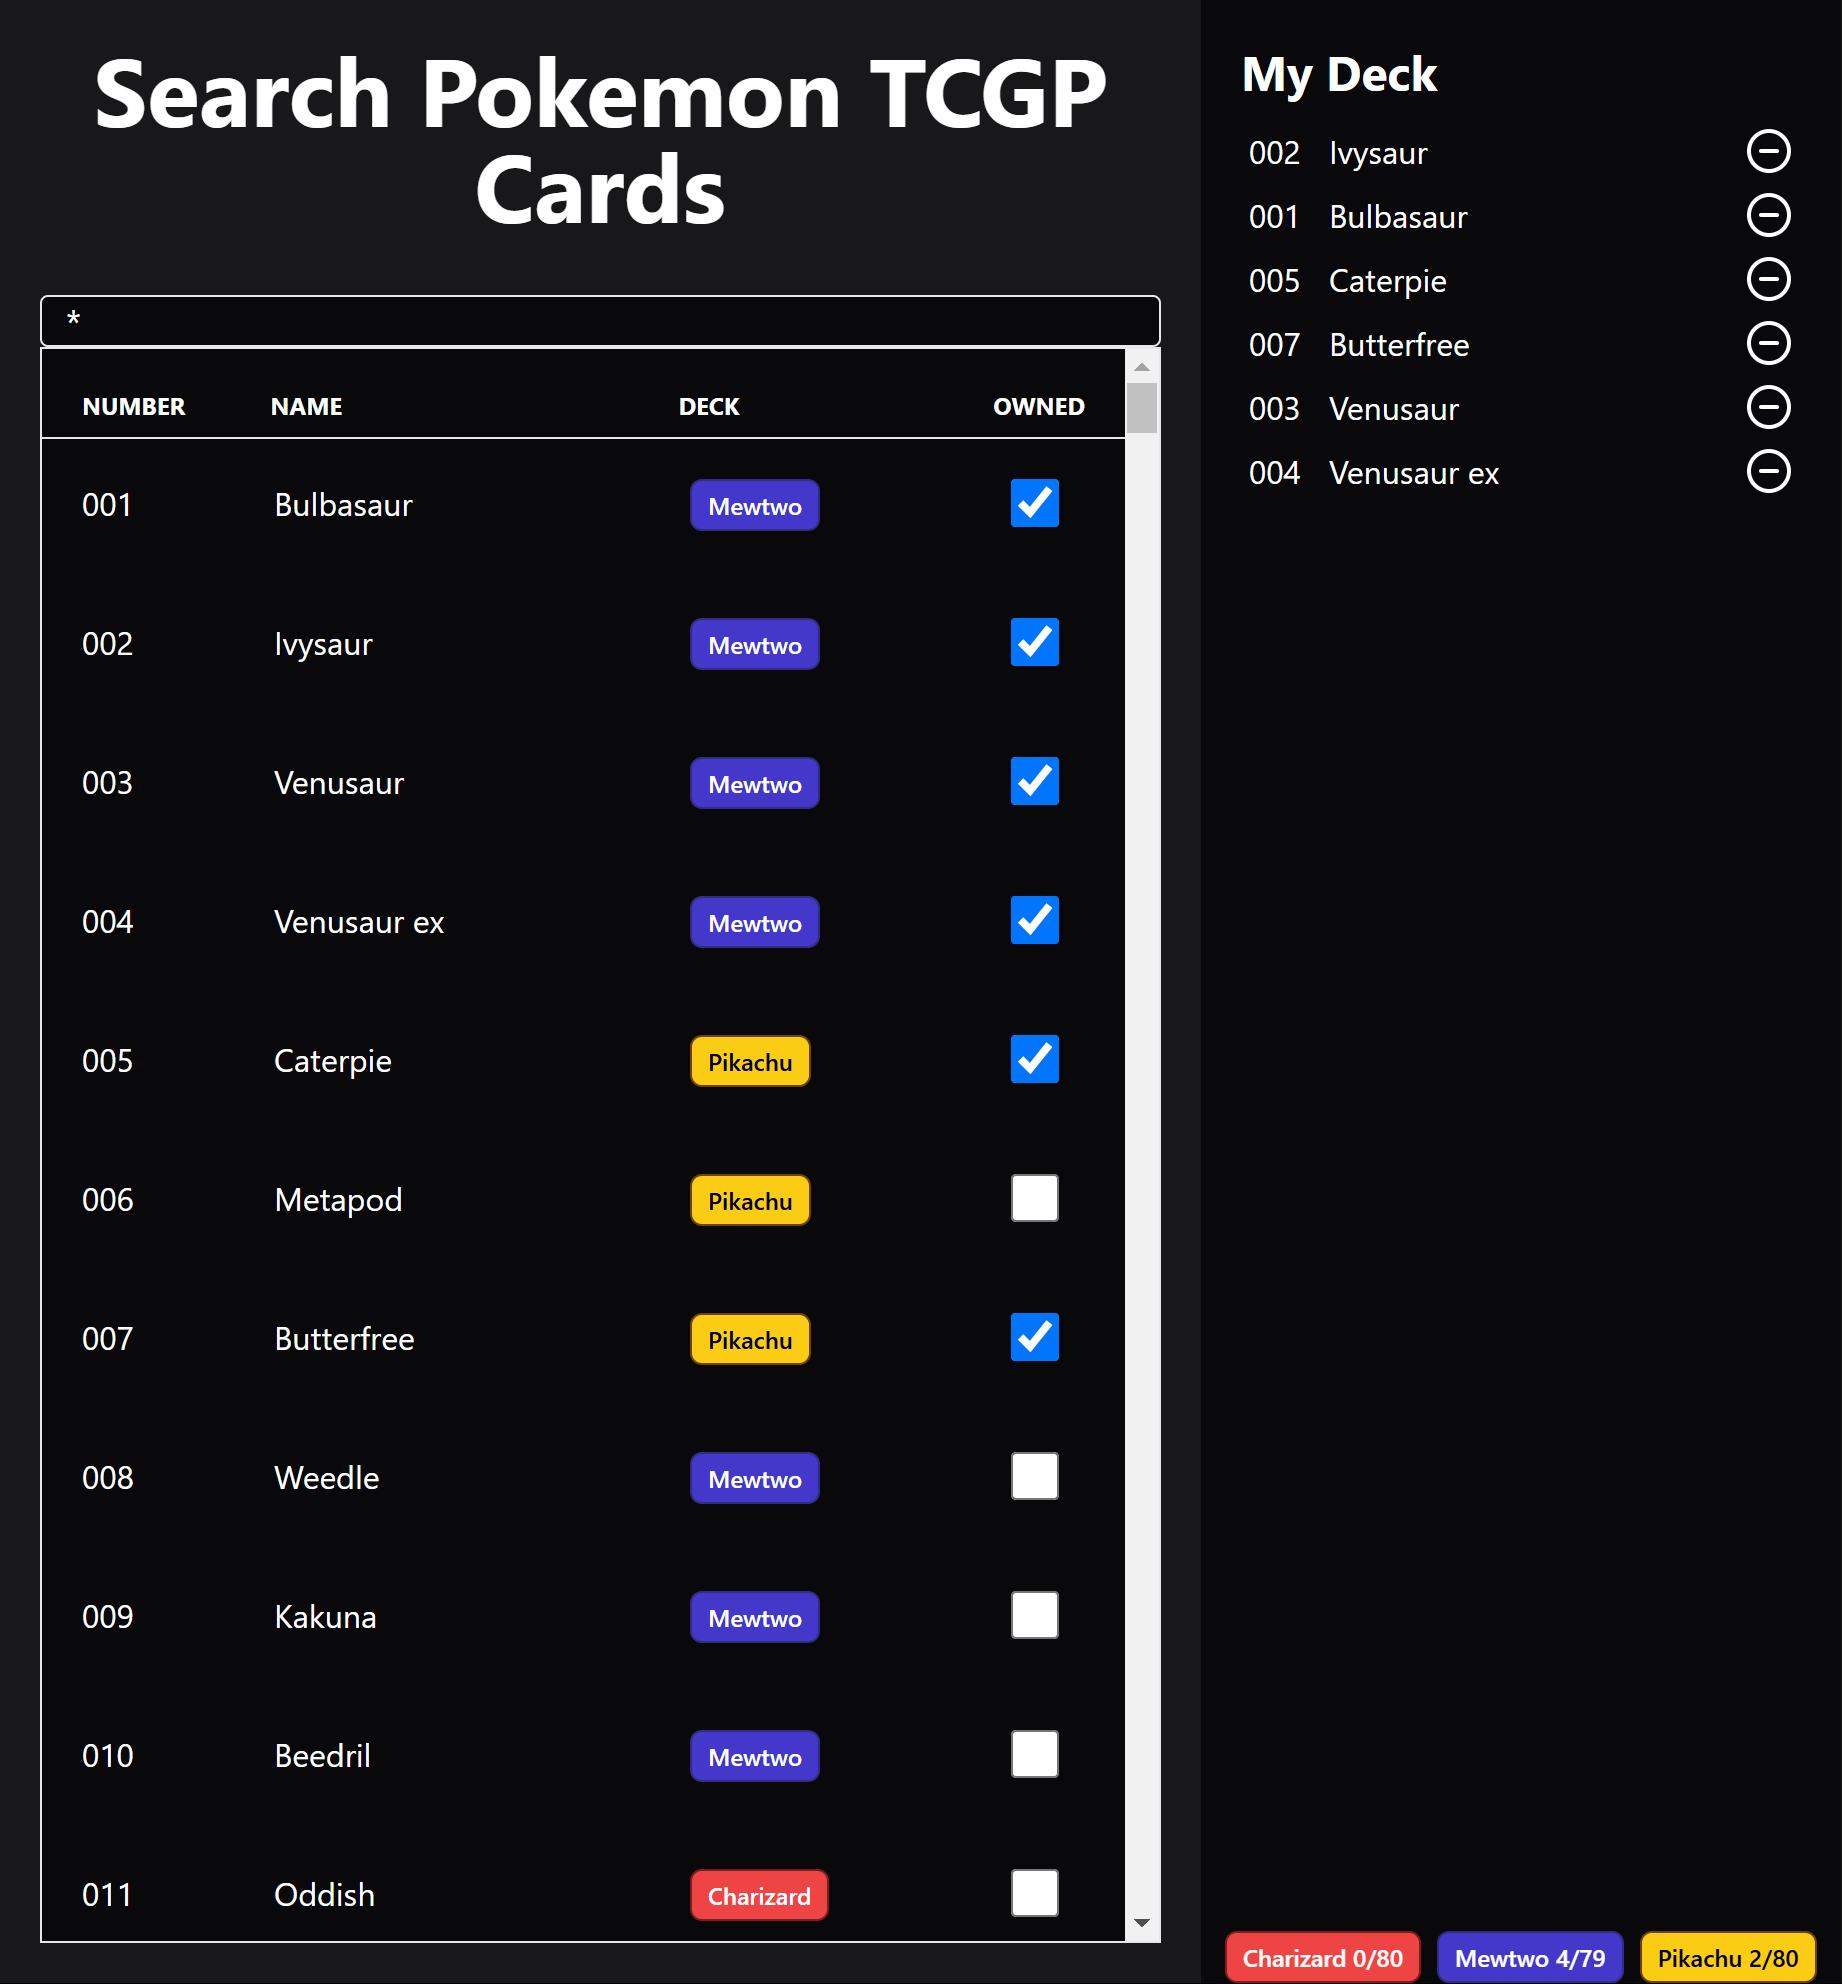 Search Pokemon TCGP
Cards
*
NUMBER NAME DECK OWNED
001 Bulbasaur Mewtwo
002 Ivysaur Mewtwo
003 Venusaur Mewtwo
004 Venusaur ex Mewtwo
005 Caterpie Pikachu
006 Metapod Pikachu
007 Butterfree Pikachu
008 Weedle Mewtwo
009 Kakuna Mewtwo
010 Beedril Mewtwo
011 Oddish Charizard
My Deck
002 Ivysaur
001 Bulbasaur
005 Caterpie
007 Butterfree
003 Venusaur
004 Venusaur ex
Charizard 0/80 Mewtwo 4/79 Pikachu 2/80